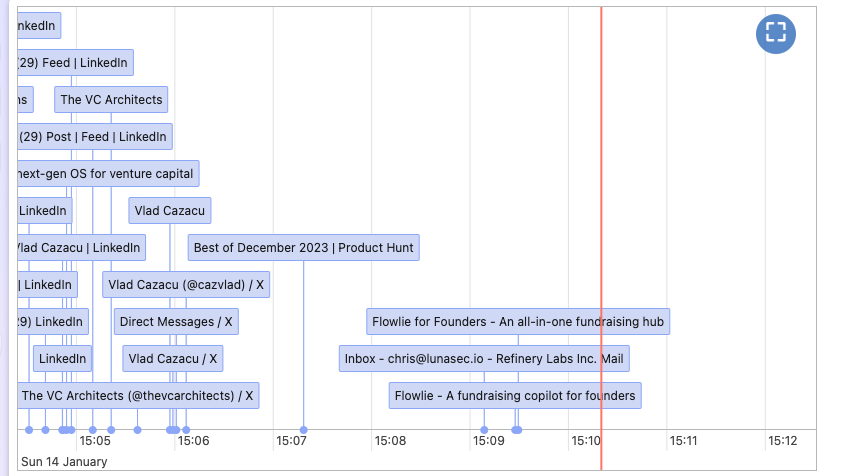 nkedIn
(29) Feed | LinkedIn
ns
The VC Architects
(29) Post | Feed | LinkedIn
next-gen OS for venture capital
LinkedIn
Vlad Cazacu
Vlad Cazacu | LinkedIn
Best of December 2023 | Product Hunt
| LinkedIn
Vlad Cazacu (@cazvlad) / X
29) LinkedIn
Direct Messages / X
Flowlie for Founders - An all-in-one fundraising hub
LinkedIn
Vlad Cazacu / X
Inbox - chris@lunasec.io - Refinery Labs Inc. Mail
The VC Architects (@thevcarchitects) / X
Flowlie - A fundraising copilot for founders
15:05
15:06
15:07
15:08
15:09
15:10
15:11
15:12
Sun 14 January